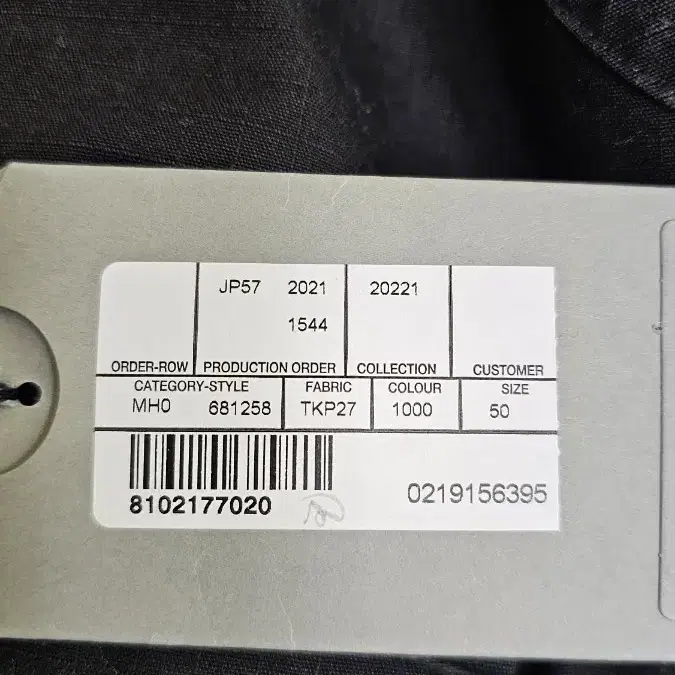 JP57 2021 20221
1544
ORDER-ROW PRODUCTION ORDER COLLECTION CUSTOMER
CATEGORY-STYLE FABRIC COLOUR SIZE
MH0 681258 TKP27 1000 50
8102177020 0219156395